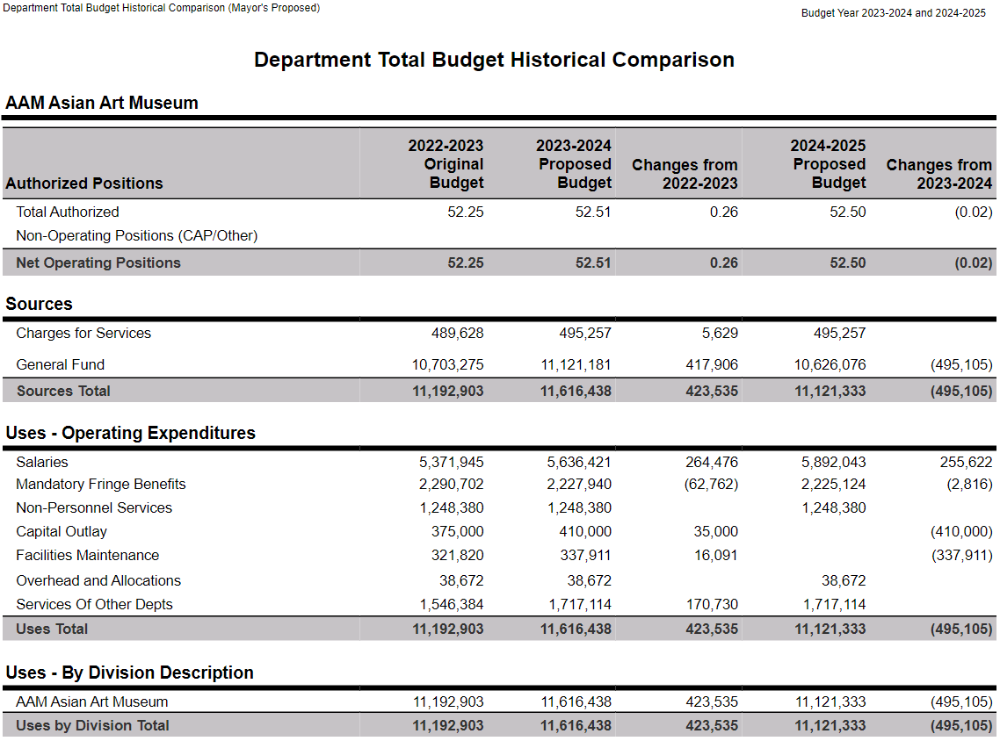 Department Total Budget Historical Comparison (Mayor's Proposed)
Budget Year 2023-2024 and 2024-2025
Department Total Budget Historical Comparison
AAM Asian Art Museum
2022-2023 2023-2024 2024-2025
Original Proposed Changes from Proposed Changes from
Authorized Positions Budget Budget 2022-2023 Budget 2023-2024
Total Authorized 52.25 52.51 0.26 52.50 (0.02)
Non-Operating Positions (CAP/Other)
Net Operating Positions 52.25 52.51 0.26 52.50 (0.02)
Sources
Charges for Services 489,628 495,257 5,629 495,257
General Fund 10,703,275 11,121,181 417,906 10,626,076 (495,105)
Sources Total 11,192,903 11,616,438 423,535 11,121,333 (495,105)
Uses - Operating Expenditures
Salaries 5,371,945 5,636,421 264,476 5,892,043 255,622
Mandatory Fringe Benefits 2,290,702 2,227,940 (62,762) 2,225,124 (2,816)
Non-Personnel Services 1,248,380 1,248,380 1,248,380
Capital Outlay 375,000 410,000 35,000 (410,000)
Facilities Maintenance 321,820 337,911 16,091 (337,911)
Overhead and Allocations 38,672 38,672 38,672
Services Of Other Depts 1,546,384 1,717,114 170,730 1,717,114
Uses Total 11,192,903 11,616,438 423,535 11,121,333 (495,105)
Uses - By Division Description
AAM Asian Art Museum 11,192,903 11,616,438 423,535 11,121,333 (495,105)
Uses by Division Total 11,192,903 11,616,438 423,535 11,121,333 (495,105)